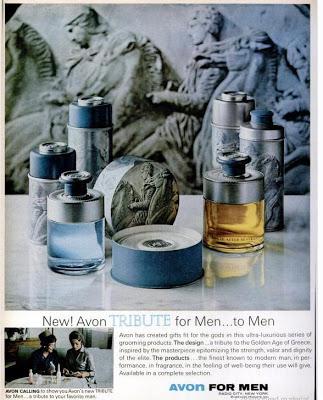 New! Avon TRIBUTE for Men...to Men
Avon has created gifts fit for the gods in this ultra-luxurious series of
grooming products. The design...a tribute to the Golden Age of Greece,
inspired by the masterpiece epitomizing the strength, valor and dignity
of the elite. The products...the finest known to modern man, in per-
formance, in fragrance, in the feeling of well-being their use will give.
Available in a complete selection.
AVON CALLING to show you Avon's new TRIBUTE
for Men...a tribute to your favorite man.
AVON FOR MEN
RADIO CITY, NEW YORK